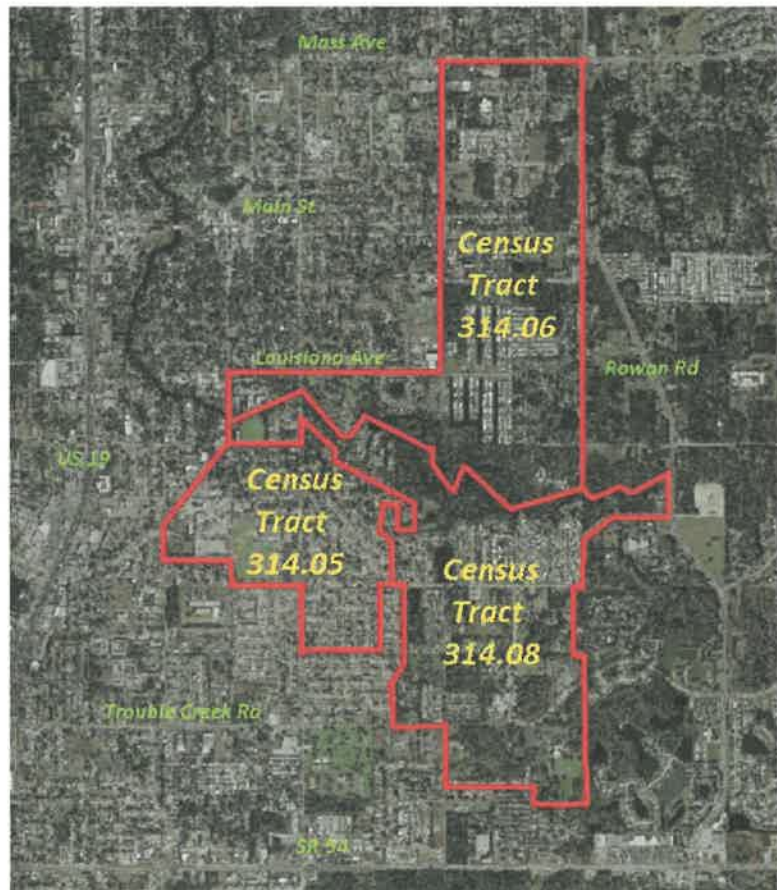 Mass Ave
Main St
Census
Tract
314.06
Louisiana Ave
Rowan Rd
US 19
Census
Tract
314.05
Census
Tract
314.08
Trouble Creek Rd
SR 54